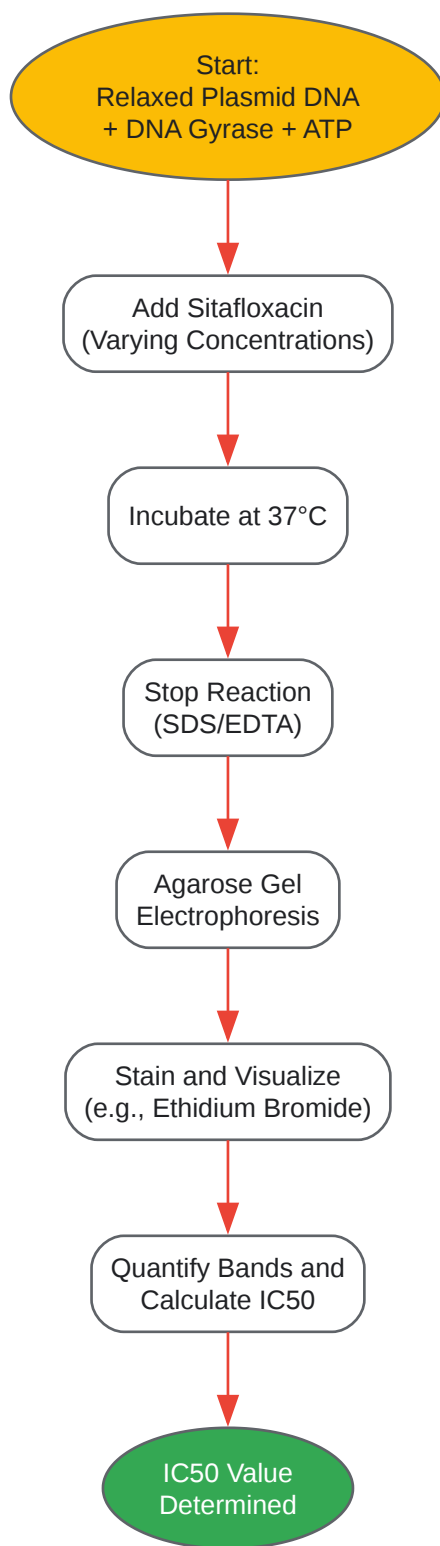 Start:
Relaxed Plasmid DNA
+ DNA Gyrase + ATP
Add Sitafloxacin
(Varying Concentrations)
Incubate at 37°C
Stop Reaction
(SDS/EDTA)
Agarose Gel
Electrophoresis
Stain and Visualize
(e.g., Ethidium Bromide)
Quantify Bands and
Calculate IC50
IC50 Value
Determined